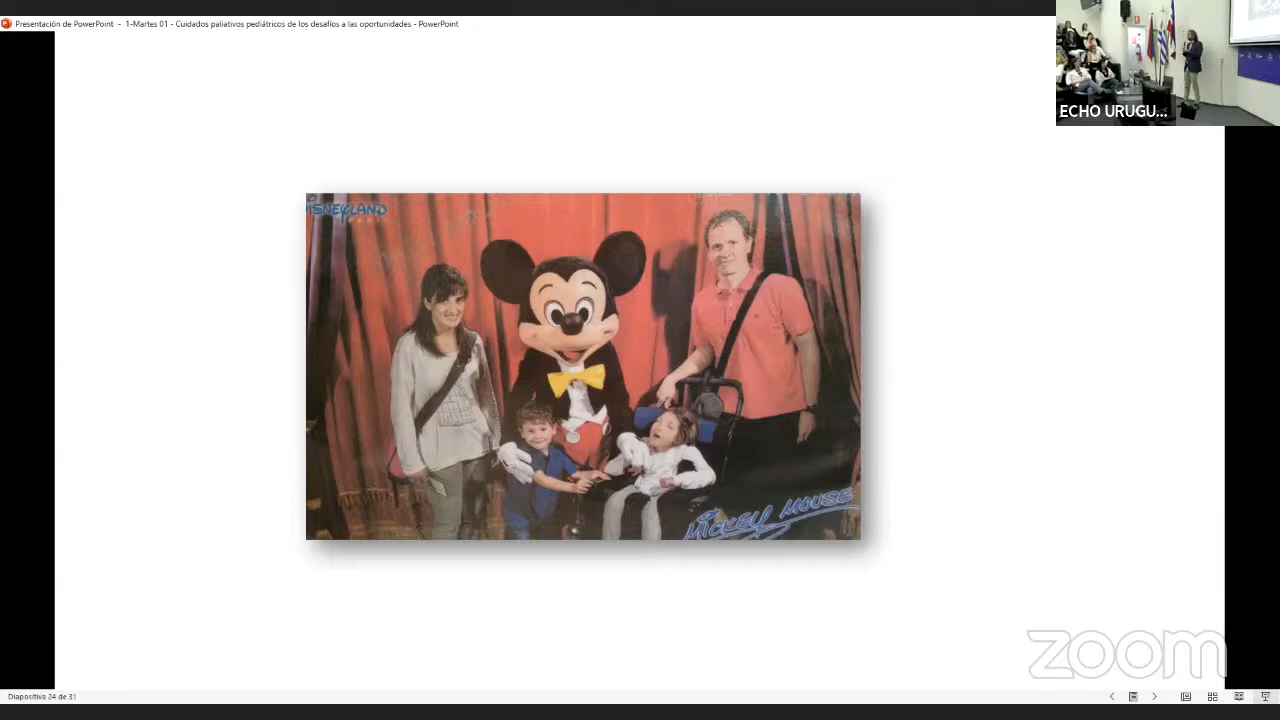 Presentación de PowerPoint - 1-Martes 01 - Cuidados paliativos pediátricos de los desafíos a las oportunidades - PowerPoint
ECHO URUGU...
DISNEYLAND
PARIS
MICKEY MOUSE
zoom
Diapositiva 24 de 31